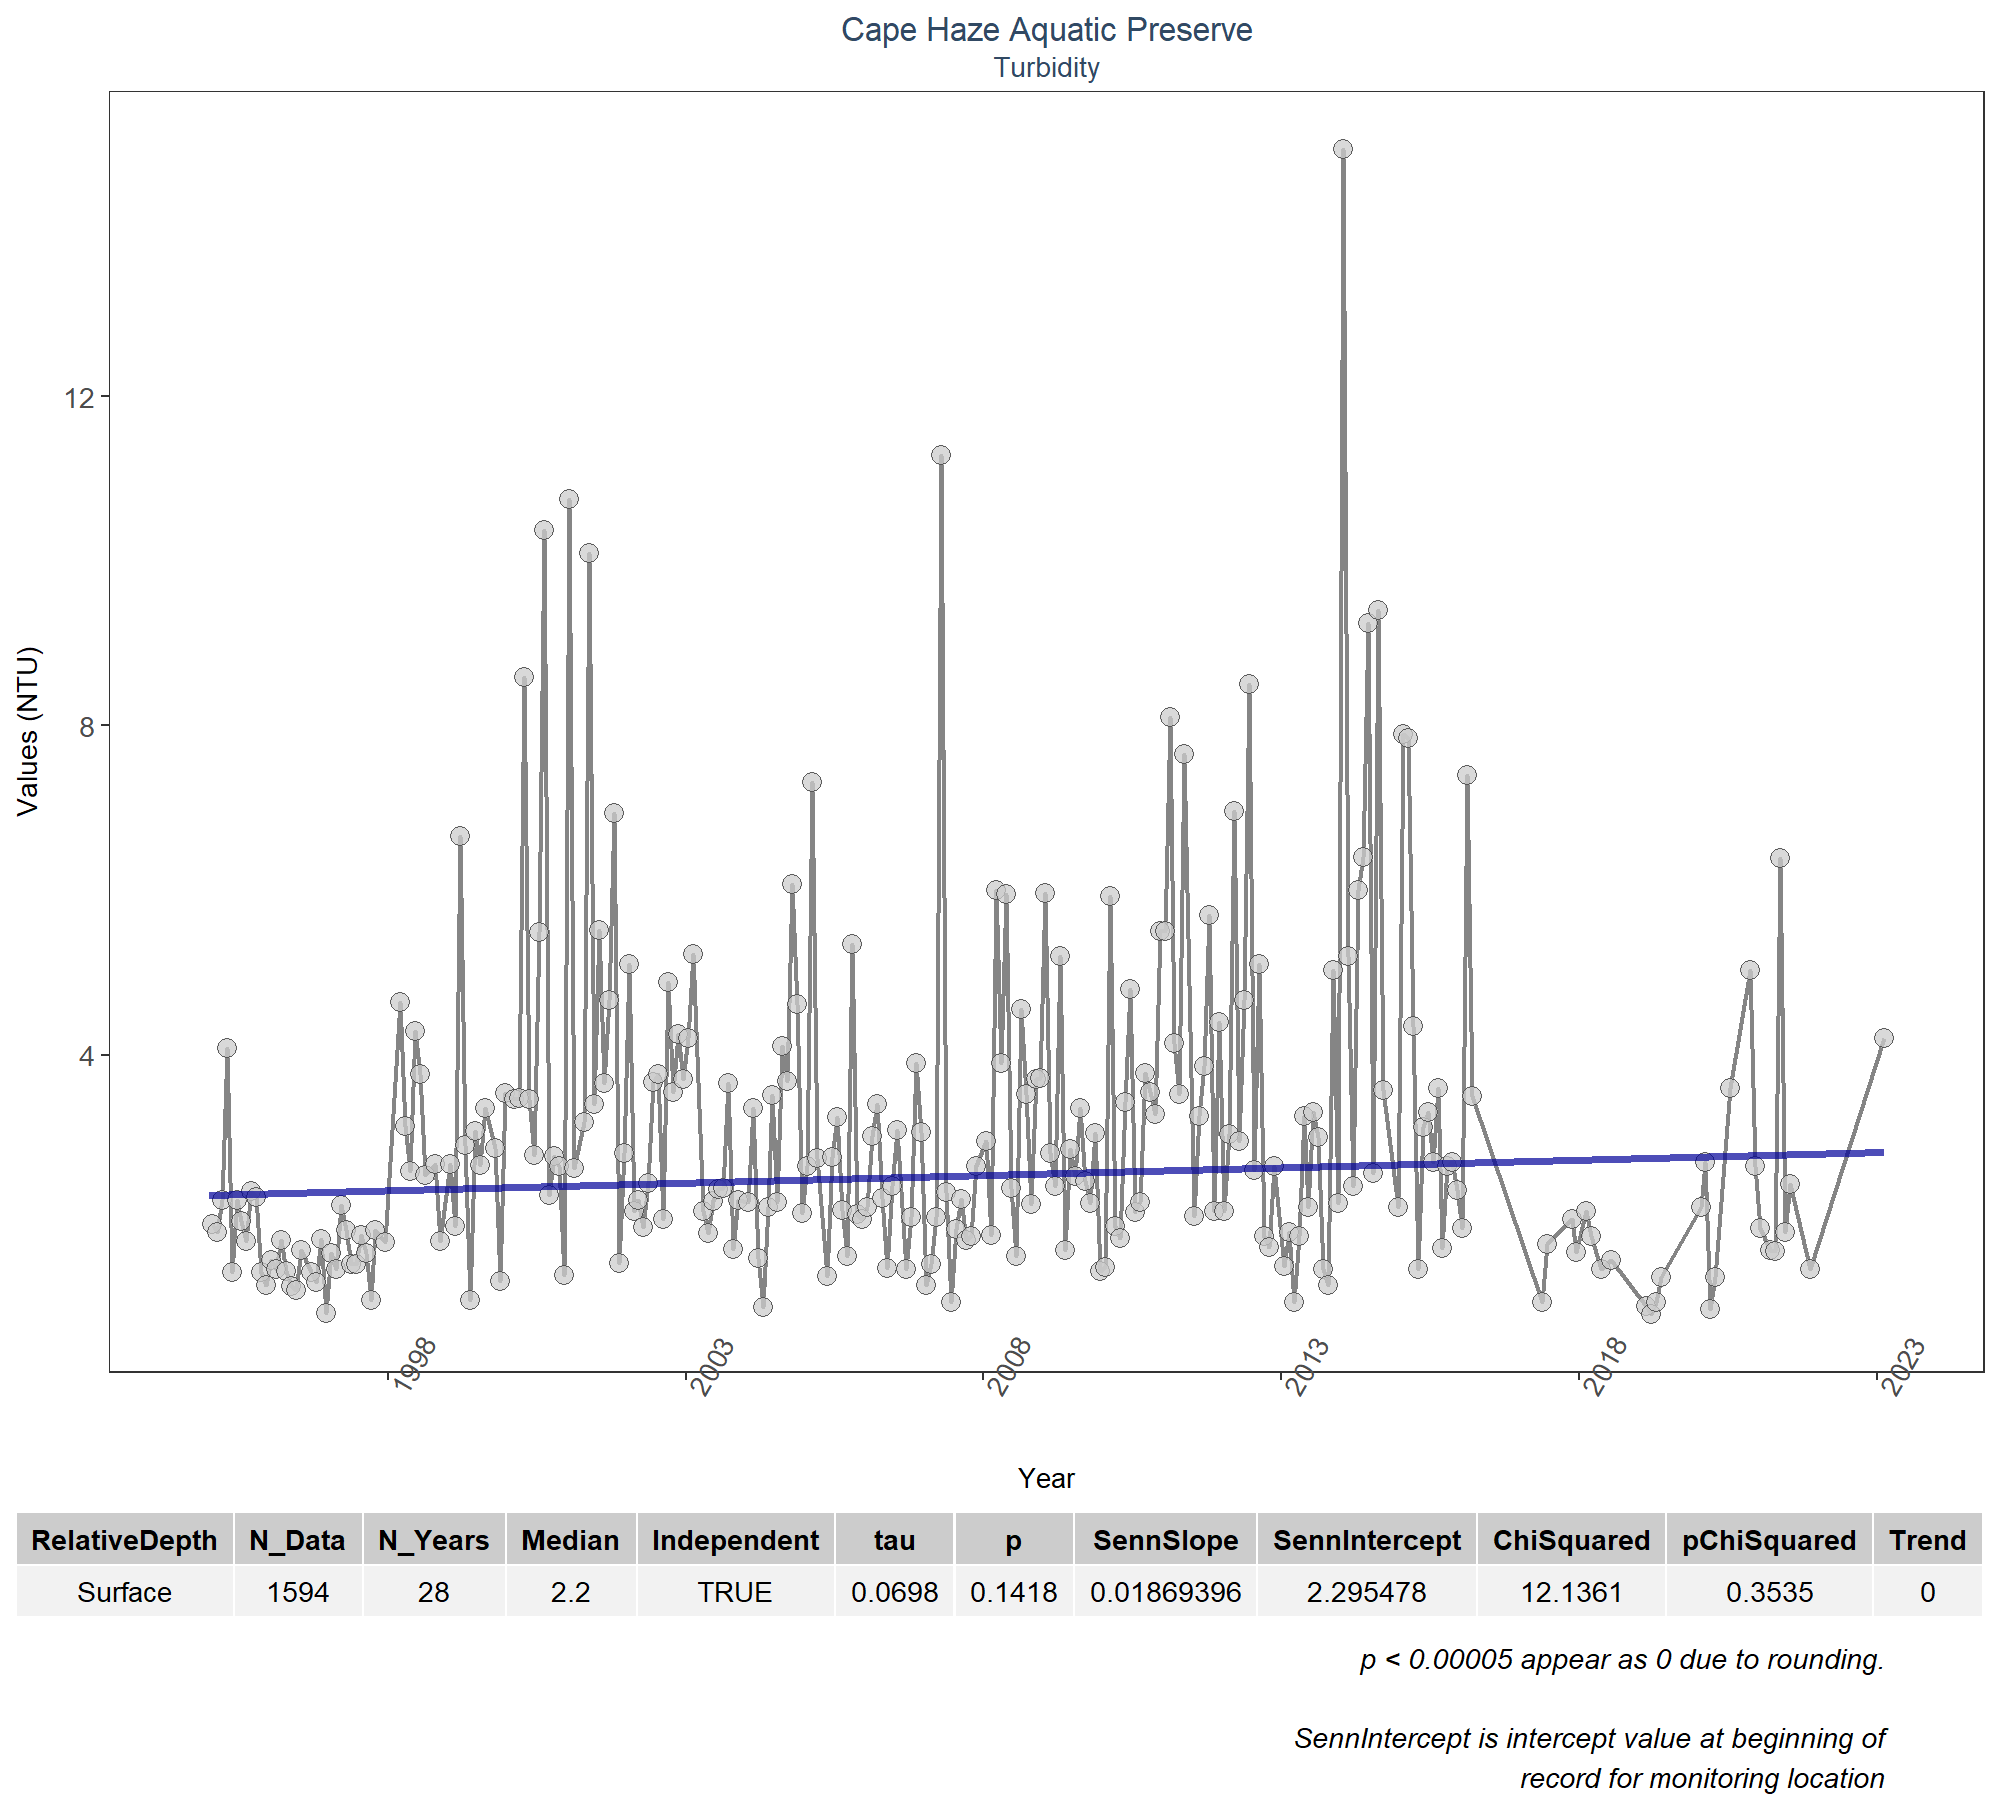 Cape Haze Aquatic Preserve
Turbidity
Values (NTU)
12
8
4
1998 2003 2008 2013 2018 2023
Year
RelativeDepth N_Data N_Years Median Independent tau p SennSlope SennIntercept ChiSquared pChiSquared Trend
Surface 1594 28 2.2 TRUE 0.0698 0.1418 0.01869396 2.295478 12.1361 0.3535 0
p < 0.00005 appear as 0 due to rounding.
SennIntercept is intercept value at beginning of
record for monitoring location